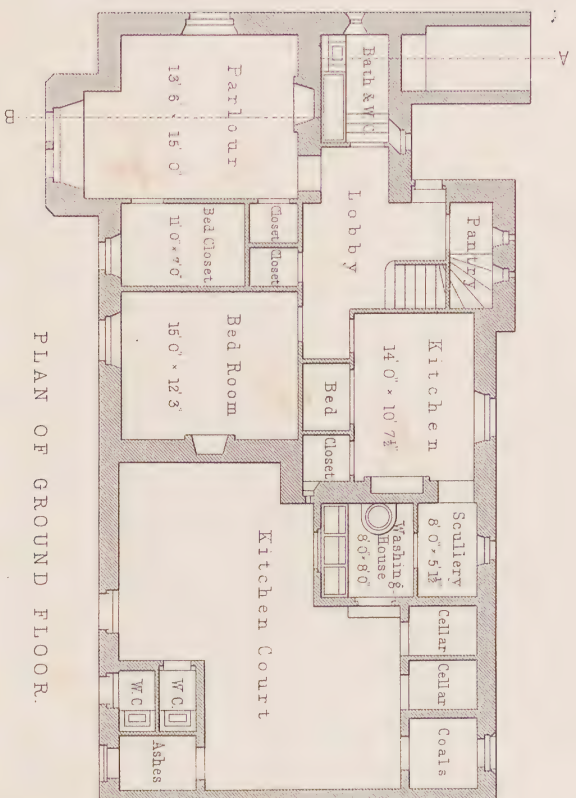 A
B
Parlour
13' 6" × 15' 0"
Bath & W.C.
Lobby
Pantry
Closet
Closet
Bed Closet
11' 0" × 7' 0"
Bed Room
15' 0" × 12' 3"
Kitchen
14' 0" × 10' 7½"
Bed
Closet
Scullery
8' 0" × 5' 1½"
Washing
House
8' 0" × 8' 0"
Kitchen Court
Cellar
Cellar
Coals
W.C.
W.C.
Ashes
PLAN OF GROUND FLOOR.